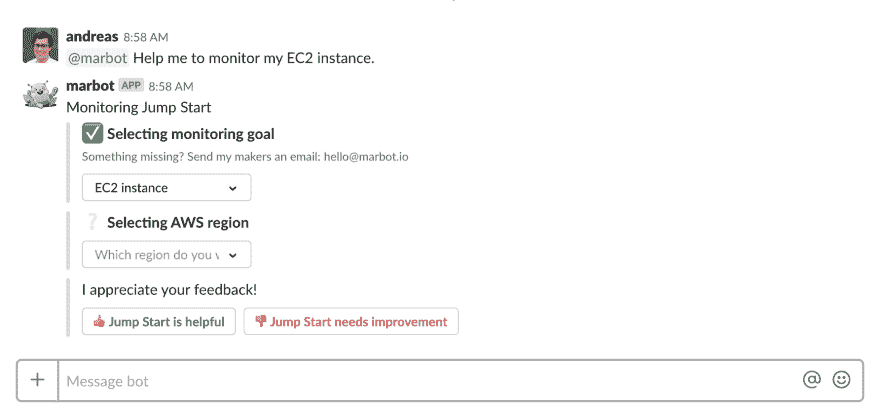 andreas 8:58 AM
@marbot Help me to monitor my EC2 instance.
marbot APP 8:58 AM
Monitoring Jump Start
Selecting monitoring goal
Something missing? Send my makers an email: hello@marbot.io
EC2 instance
Selecting AWS region
Which region do you
I appreciate your feedback!
Jump Start is helpful Jump Start needs improvement
Message bot